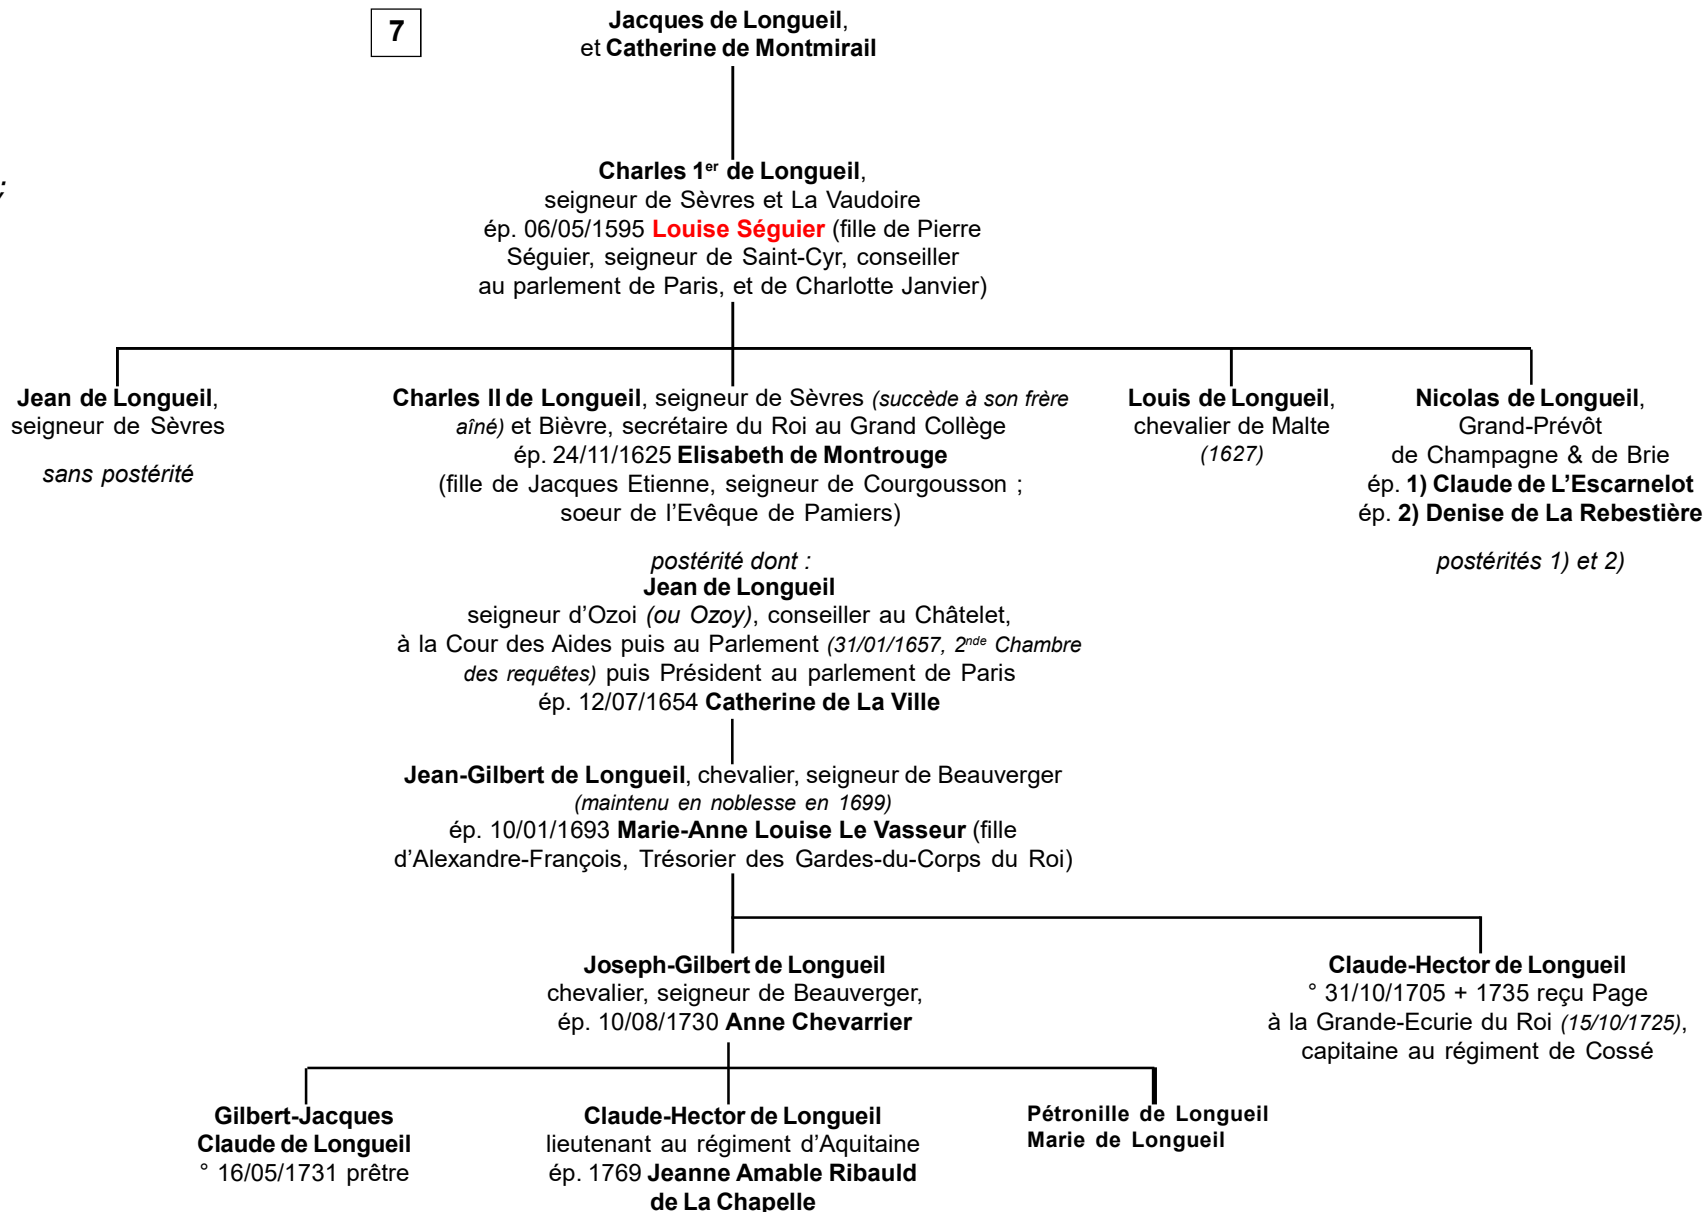 7
Jacques de Longueil,
et Catherine de Montmirail
Charles 1er de Longueil,
seigneur de Sèvres et La Vaudoire
ép. 06/05/1595 Louise Séguier (fille de Pierre
Séguier, seigneur de Saint-Cyr, conseiller
au parlement de Paris, et de Charlotte Janvier)
Jean de Longueil,
seigneur de Sèvres
sans postérité
Charles II de Longueil, seigneur de Sèvres (succède à son frère
aîné) et Bièvre, secrétaire du Roi au Grand Collège
ép. 24/11/1625 Elisabeth de Montrouge
(fille de Jacques Etienne, seigneur de Courgousson ;
soeur de l'Evêque de Pamiers)
Louis de Longueil,
chevalier de Malte
(1627)
Nicolas de Longueil,
Grand-Prévôt
de Champagne & de Brie
ép. 1) Claude de L'Escarnelot
ép. 2) Denise de La Rebestière
postérités 1) et 2)
postérité dont :
Jean de Longueil
seigneur d'Ozoi (ou Ozoy), conseiller au Châtelet,
à la Cour des Aides puis au Parlement (31/01/1657, 2nde Chambre
des requêtes) puis Président au parlement de Paris
ép. 12/07/1654 Catherine de La Ville
Jean-Gilbert de Longueil, chevalier, seigneur de Beauverger
(maintenu en noblesse en 1699)
ép. 10/01/1693 Marie-Anne Louise Le Vasseur (fille
d'Alexandre-François, Trésorier des Gardes-du-Corps du Roi)
Joseph-Gilbert de Longueil
chevalier, seigneur de Beauverger,
ép. 10/08/1730 Anne Chevarrier
Claude-Hector de Longueil
° 31/10/1705 + 1735 reçu Page
à la Grande-Ecurie du Roi (15/10/1725),
capitaine au régiment de Cossé
Gilbert-Jacques
Claude de Longueil
° 16/05/1731 prêtre
Claude-Hector de Longueil
lieutenant au régiment d'Aquitaine
ép. 1769 Jeanne Amable Ribauld
de La Chapelle
Pétronille de Longueil
Marie de Longueil